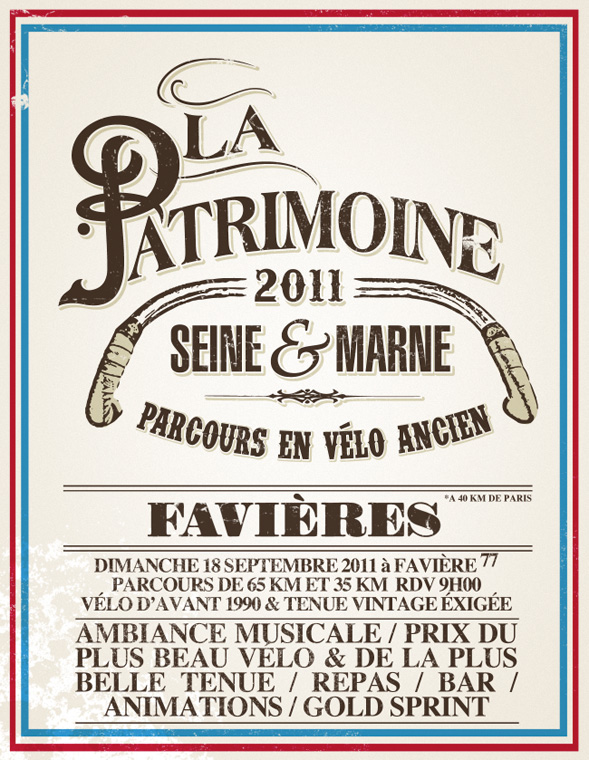 LA
PATRIMOINE
2011
SEINE & MARNE
PARCOURS EN VÉLO ANCIEN
*A 40 KM DE PARIS
FAVIÈRES
DIMANCHE 18 SEPTEMBRE 2011 à FAVIÈRE 77
PARCOURS DE 65 KM ET 35 KM RDV 9H00
VÉLO D'AVANT 1990 & TENUE VINTAGE ÉXIGÉE
AMBIANCE MUSICALE / PRIX DU
PLUS BEAU VÉLO & DE LA PLUS
BELLE TENUE / REPAS / BAR /
ANIMATIONS / GOLD SPRINT